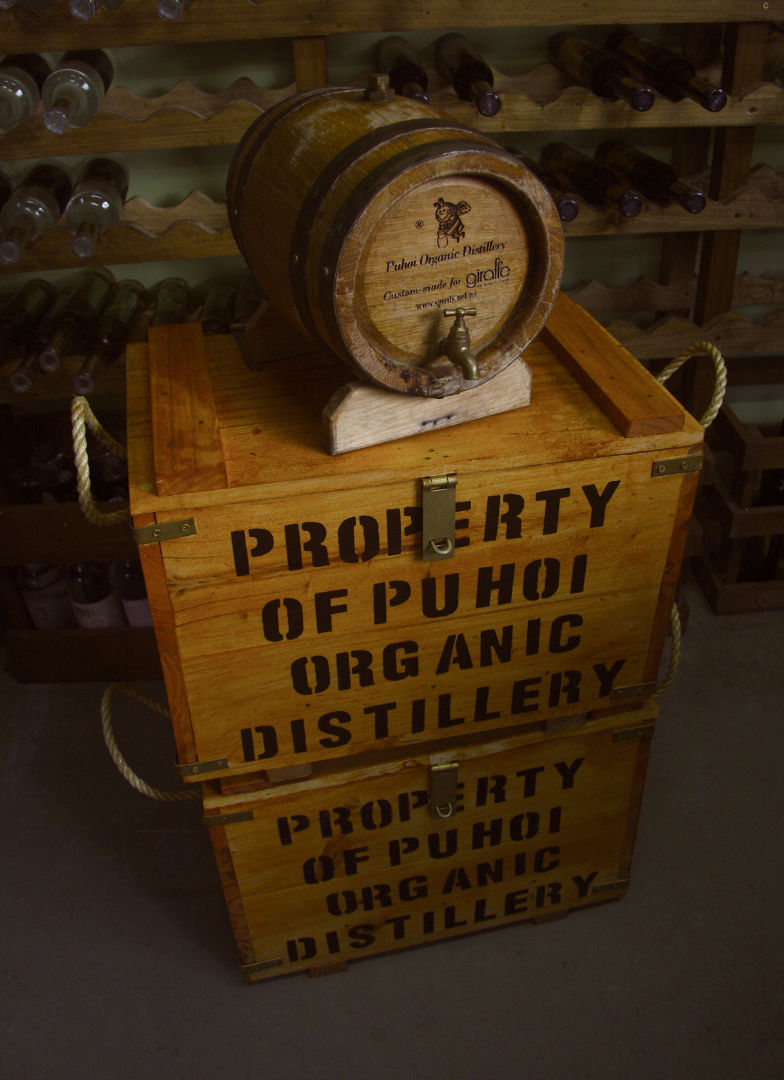 ®
Puhoi Organic Distillery
Custom-made for giraffe
www.spirits.net.nz
PROPERTY
OF PUHOI
ORGANIC
DISTILLERY
PROPERTY
OF PUHOI
ORGANIC
DISTILLERY